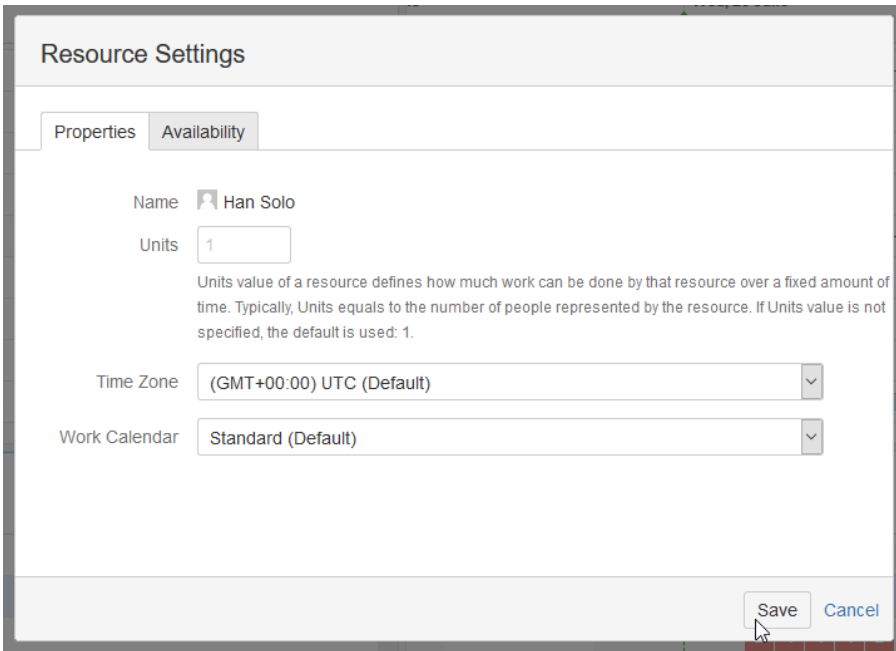 Resource Settings
Properties Availability
Name Han Solo
Units 1
Units value of a resource defines how much work can be done by that resource over a fixed amount of
time. Typically, Units equals to the number of people represented by the resource. If Units value is not
specified, the default is used: 1.
Time Zone (GMT+00:00) UTC (Default)
Work Calendar Standard (Default)
Save Cancel